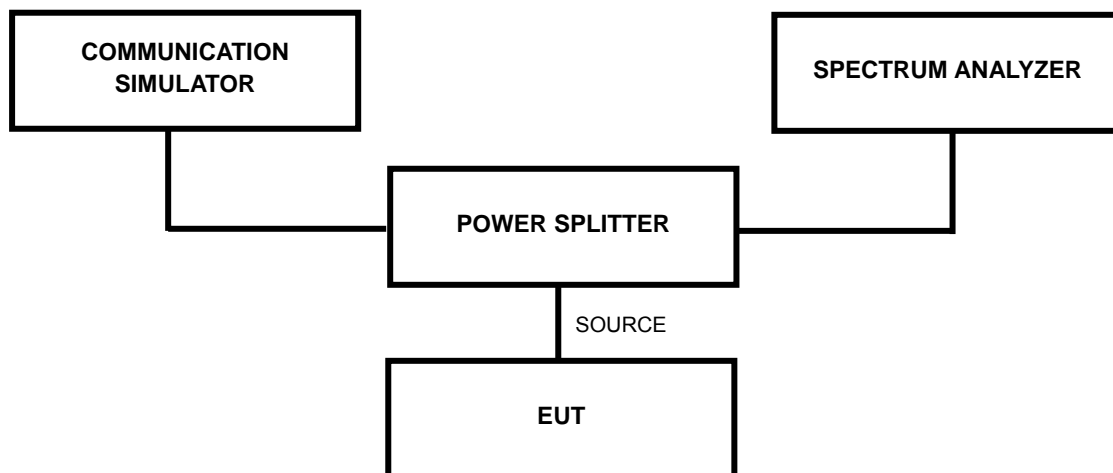 COMMUNICATION
SIMULATOR
SPECTRUM ANALYZER
POWER SPLITTER
SOURCE
EUT